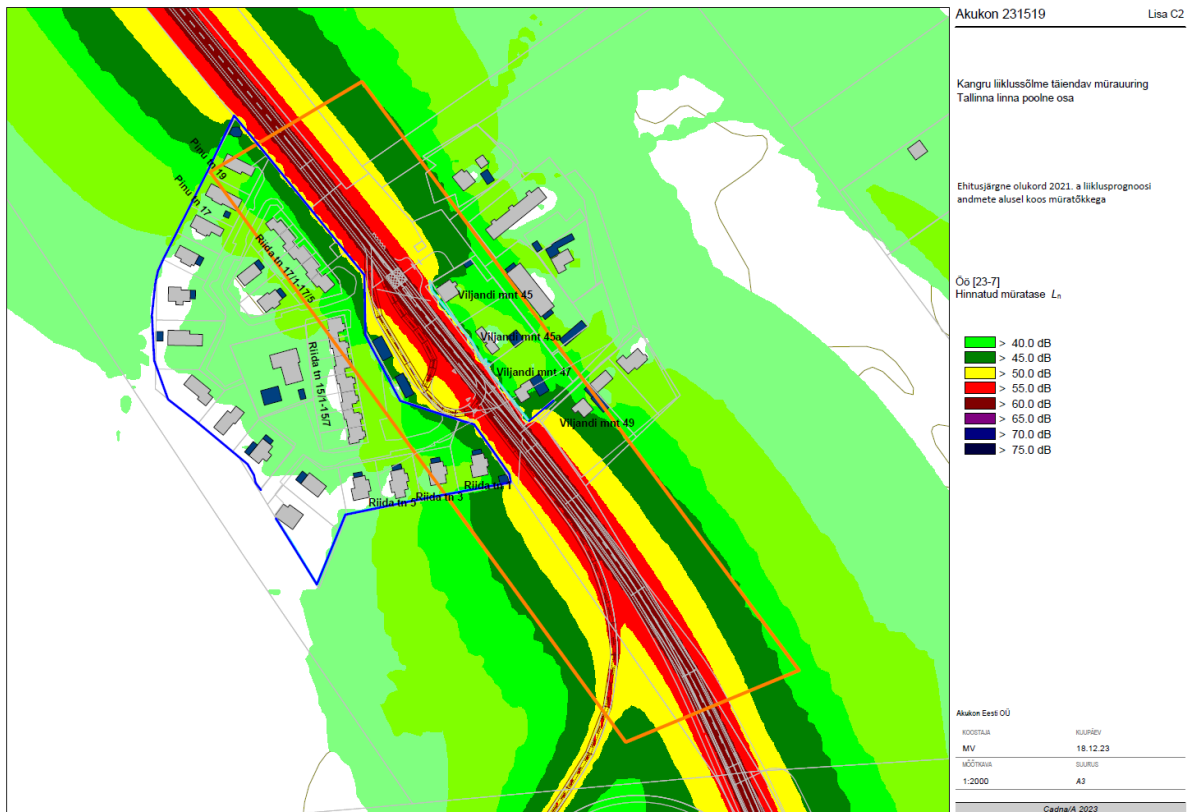 Akukon 231519 Lisa C2
Kangru liiklussõlme täiendav mürauuring
Tallinna linna poolne osa
Ehitusjärgne olukord 2021. a liiklusprognoosi
andmete alusel koos müratõkkega
Öö [23-7]
Hinnatud müratase Ln
> 40.0 dB
> 45.0 dB
> 50.0 dB
> 55.0 dB
> 60.0 dB
> 65.0 dB
> 70.0 dB
> 75.0 dB
Pinu tn 19
Pinu tn 17
Riida tn 17/1-17/5
Viljandi mnt 45
Viljandi mnt 45a
Riida tn 15/1-15/7
Viljandi mnt 47
Viljandi mnt 49
Riida tn 5
Riida tn 3
Riida tn 1
Akukon Eesti OÜ
KOOSTAJA KUUPÄEV
MV 18.12.23
MÕÕTKAVA SUURUS
1:2000 A3
CadnaA 2023